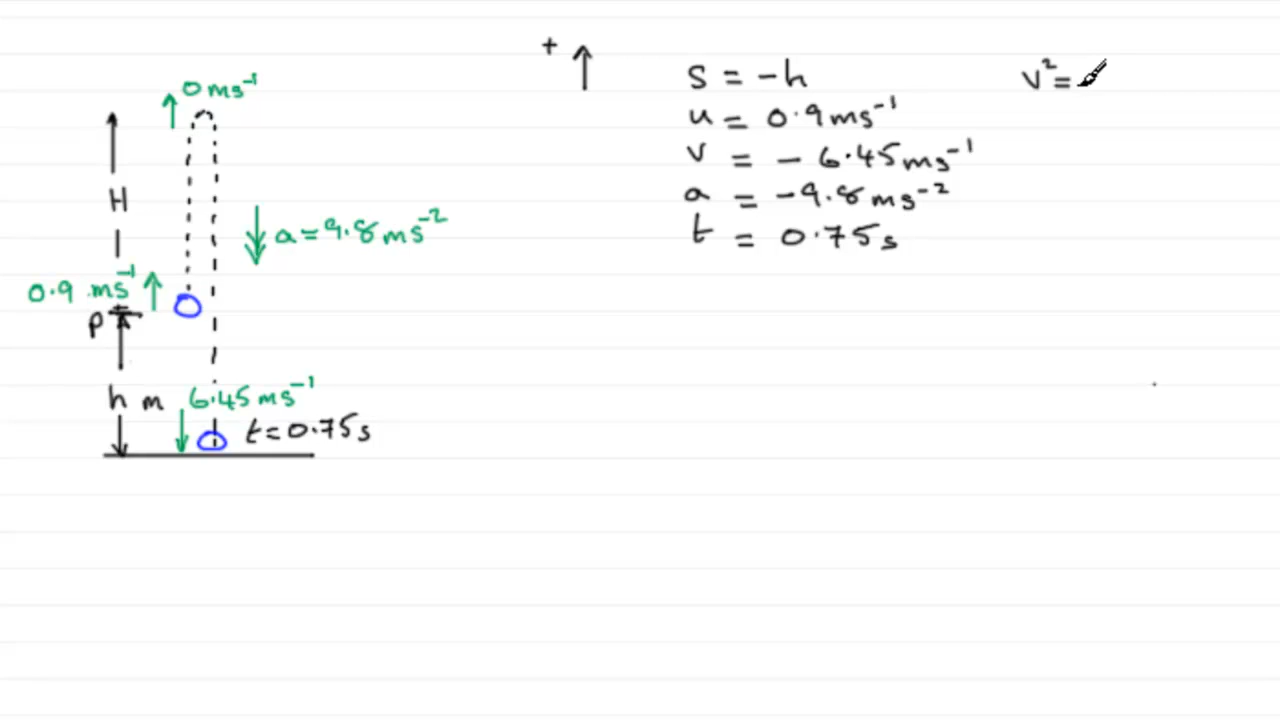 0 ms⁻¹
H
a = 9.8 ms⁻²
0.9 ms⁻¹
P
h m
6.45 ms⁻¹
t = 0.75 s
+
s = -h
u = 0.9 ms⁻¹
v = - 6.45 ms⁻¹
a = -9.8 ms⁻²
t = 0.75 s
v² =